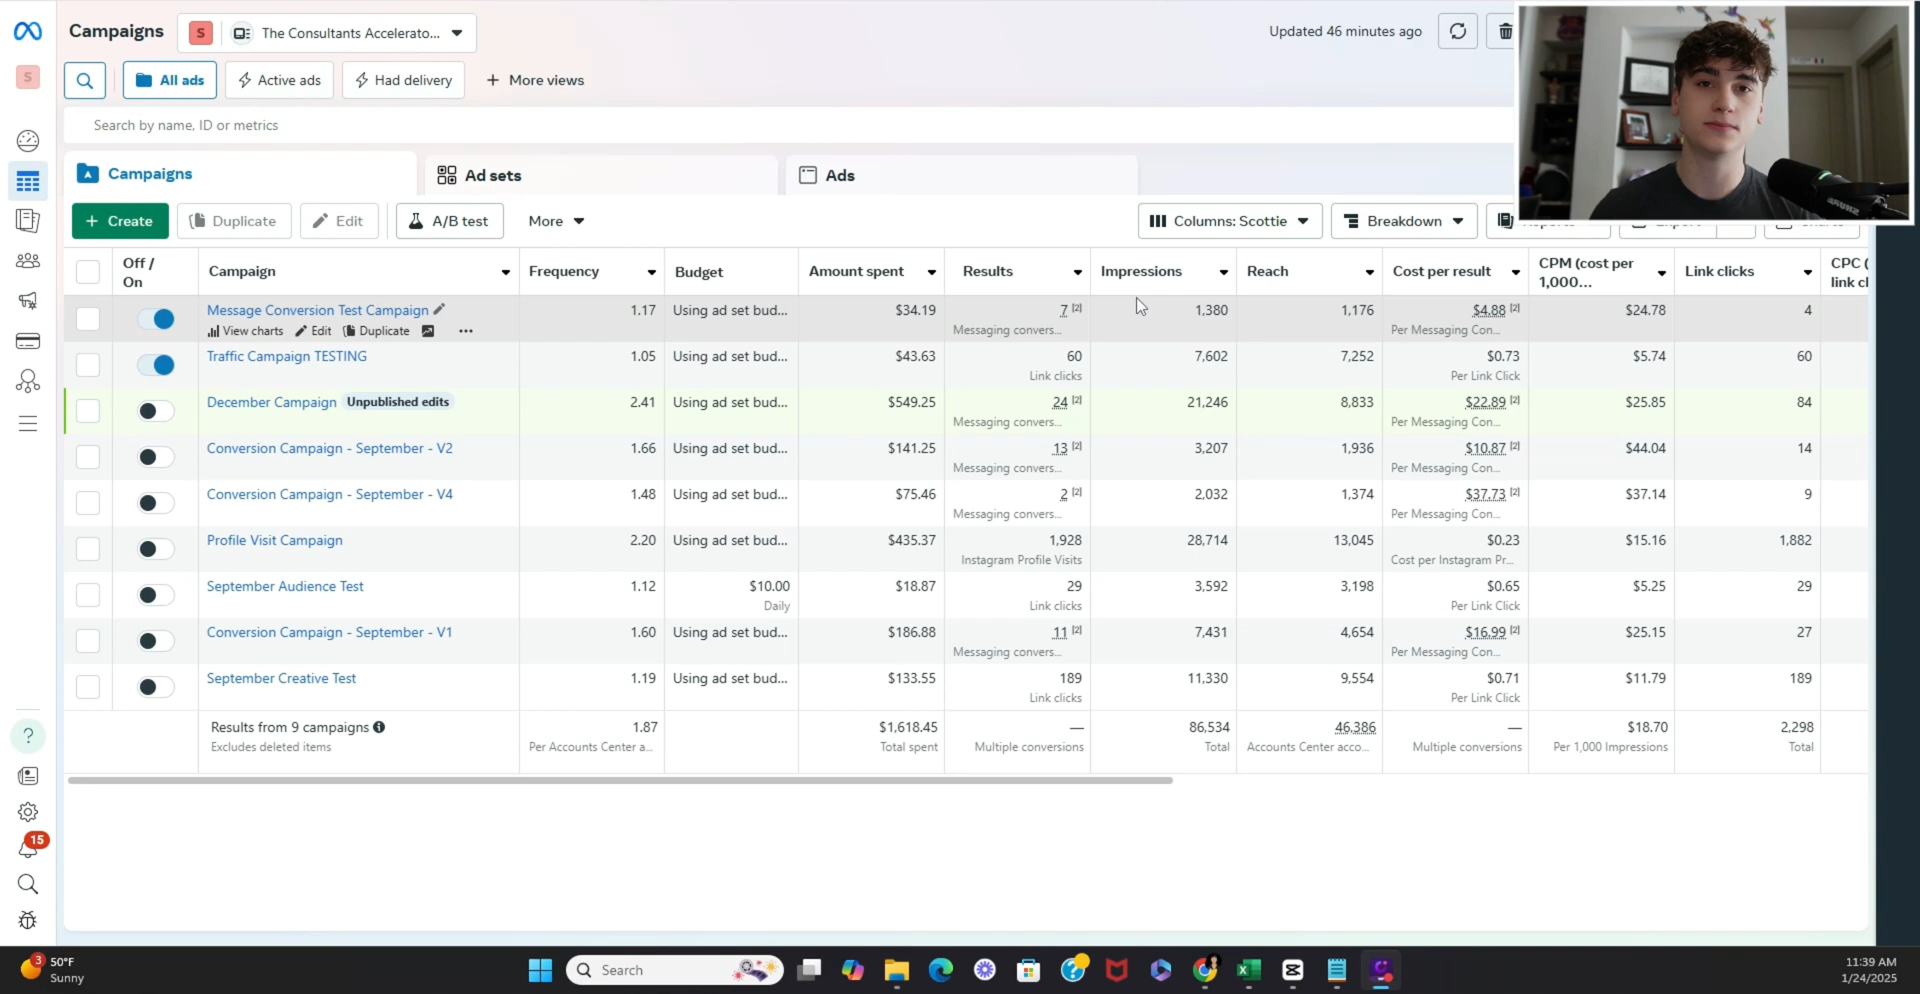 Campaigns
S
The Consultants Accelerato...
Updated 46 minutes ago
S
All ads
Active ads
Had delivery
+ More views
Search by name, ID or metrics
Campaigns
Ad sets
Ads
+ Create
Duplicate
Edit
A/B test
More
Columns: Scottie
Breakdown
Off / On
Campaign
Frequency
Budget
Amount spent
Results
Impressions
Reach
Cost per result
CPM (cost per 1,000...
Link clicks
CPC (
link cl
Message Conversion Test Campaign
View charts
Edit
Duplicate
...
1.17
Using ad set bud...
$34.19
7 [2]
Messaging convers...
1,380
1,176
$4.88 [2]
Per Messaging Con...
$24.78
4
Traffic Campaign TESTING
1.05
Using ad set bud...
$43.63
60
Link clicks
7,602
7,252
$0.73
Per Link Click
$5.74
60
December Campaign
Unpublished edits
2.41
Using ad set bud...
$549.25
24 [2]
Messaging convers...
21,246
8,833
$22.89 [2]
Per Messaging Con...
$25.85
84
Conversion Campaign - September - V2
1.66
Using ad set bud...
$141.25
13 [2]
Messaging convers...
3,207
1,936
$10.87 [2]
Per Messaging Con...
$44.04
14
Conversion Campaign - September - V4
1.48
Using ad set bud...
$75.46
2 [2]
Messaging convers...
2,032
1,374
$37.73 [2]
Per Messaging Con...
$37.14
9
Profile Visit Campaign
2.20
Using ad set bud...
$435.37
1,928
Instagram Profile Visits
28,714
13,045
$0.23
Cost per Instagram Pr...
$15.16
1,882
September Audience Test
1.12
$10.00
Daily
$18.87
29
Link clicks
3,592
3,198
$0.65
Per Link Click
$5.25
29
Conversion Campaign - September - V1
1.60
Using ad set bud...
$186.88
11 [2]
Messaging convers...
7,431
4,654
$16.99 [2]
Per Messaging Con...
$25.15
27
September Creative Test
1.19
Using ad set bud...
$133.55
189
Link clicks
11,330
9,554
$0.71
Per Link Click
$11.79
189
Results from 9 campaigns
Excludes deleted items
1.87
Per Accounts Center a...
$1,618.45
Total spent
—
Multiple conversions
86,534
Total
46,386
Accounts Center acco...
—
Multiple conversions
$18.70
Per 1,000 Impressions
2,298
Total
?
15
3
50°F
Sunny
Search
11:39 AM
1/24/2025